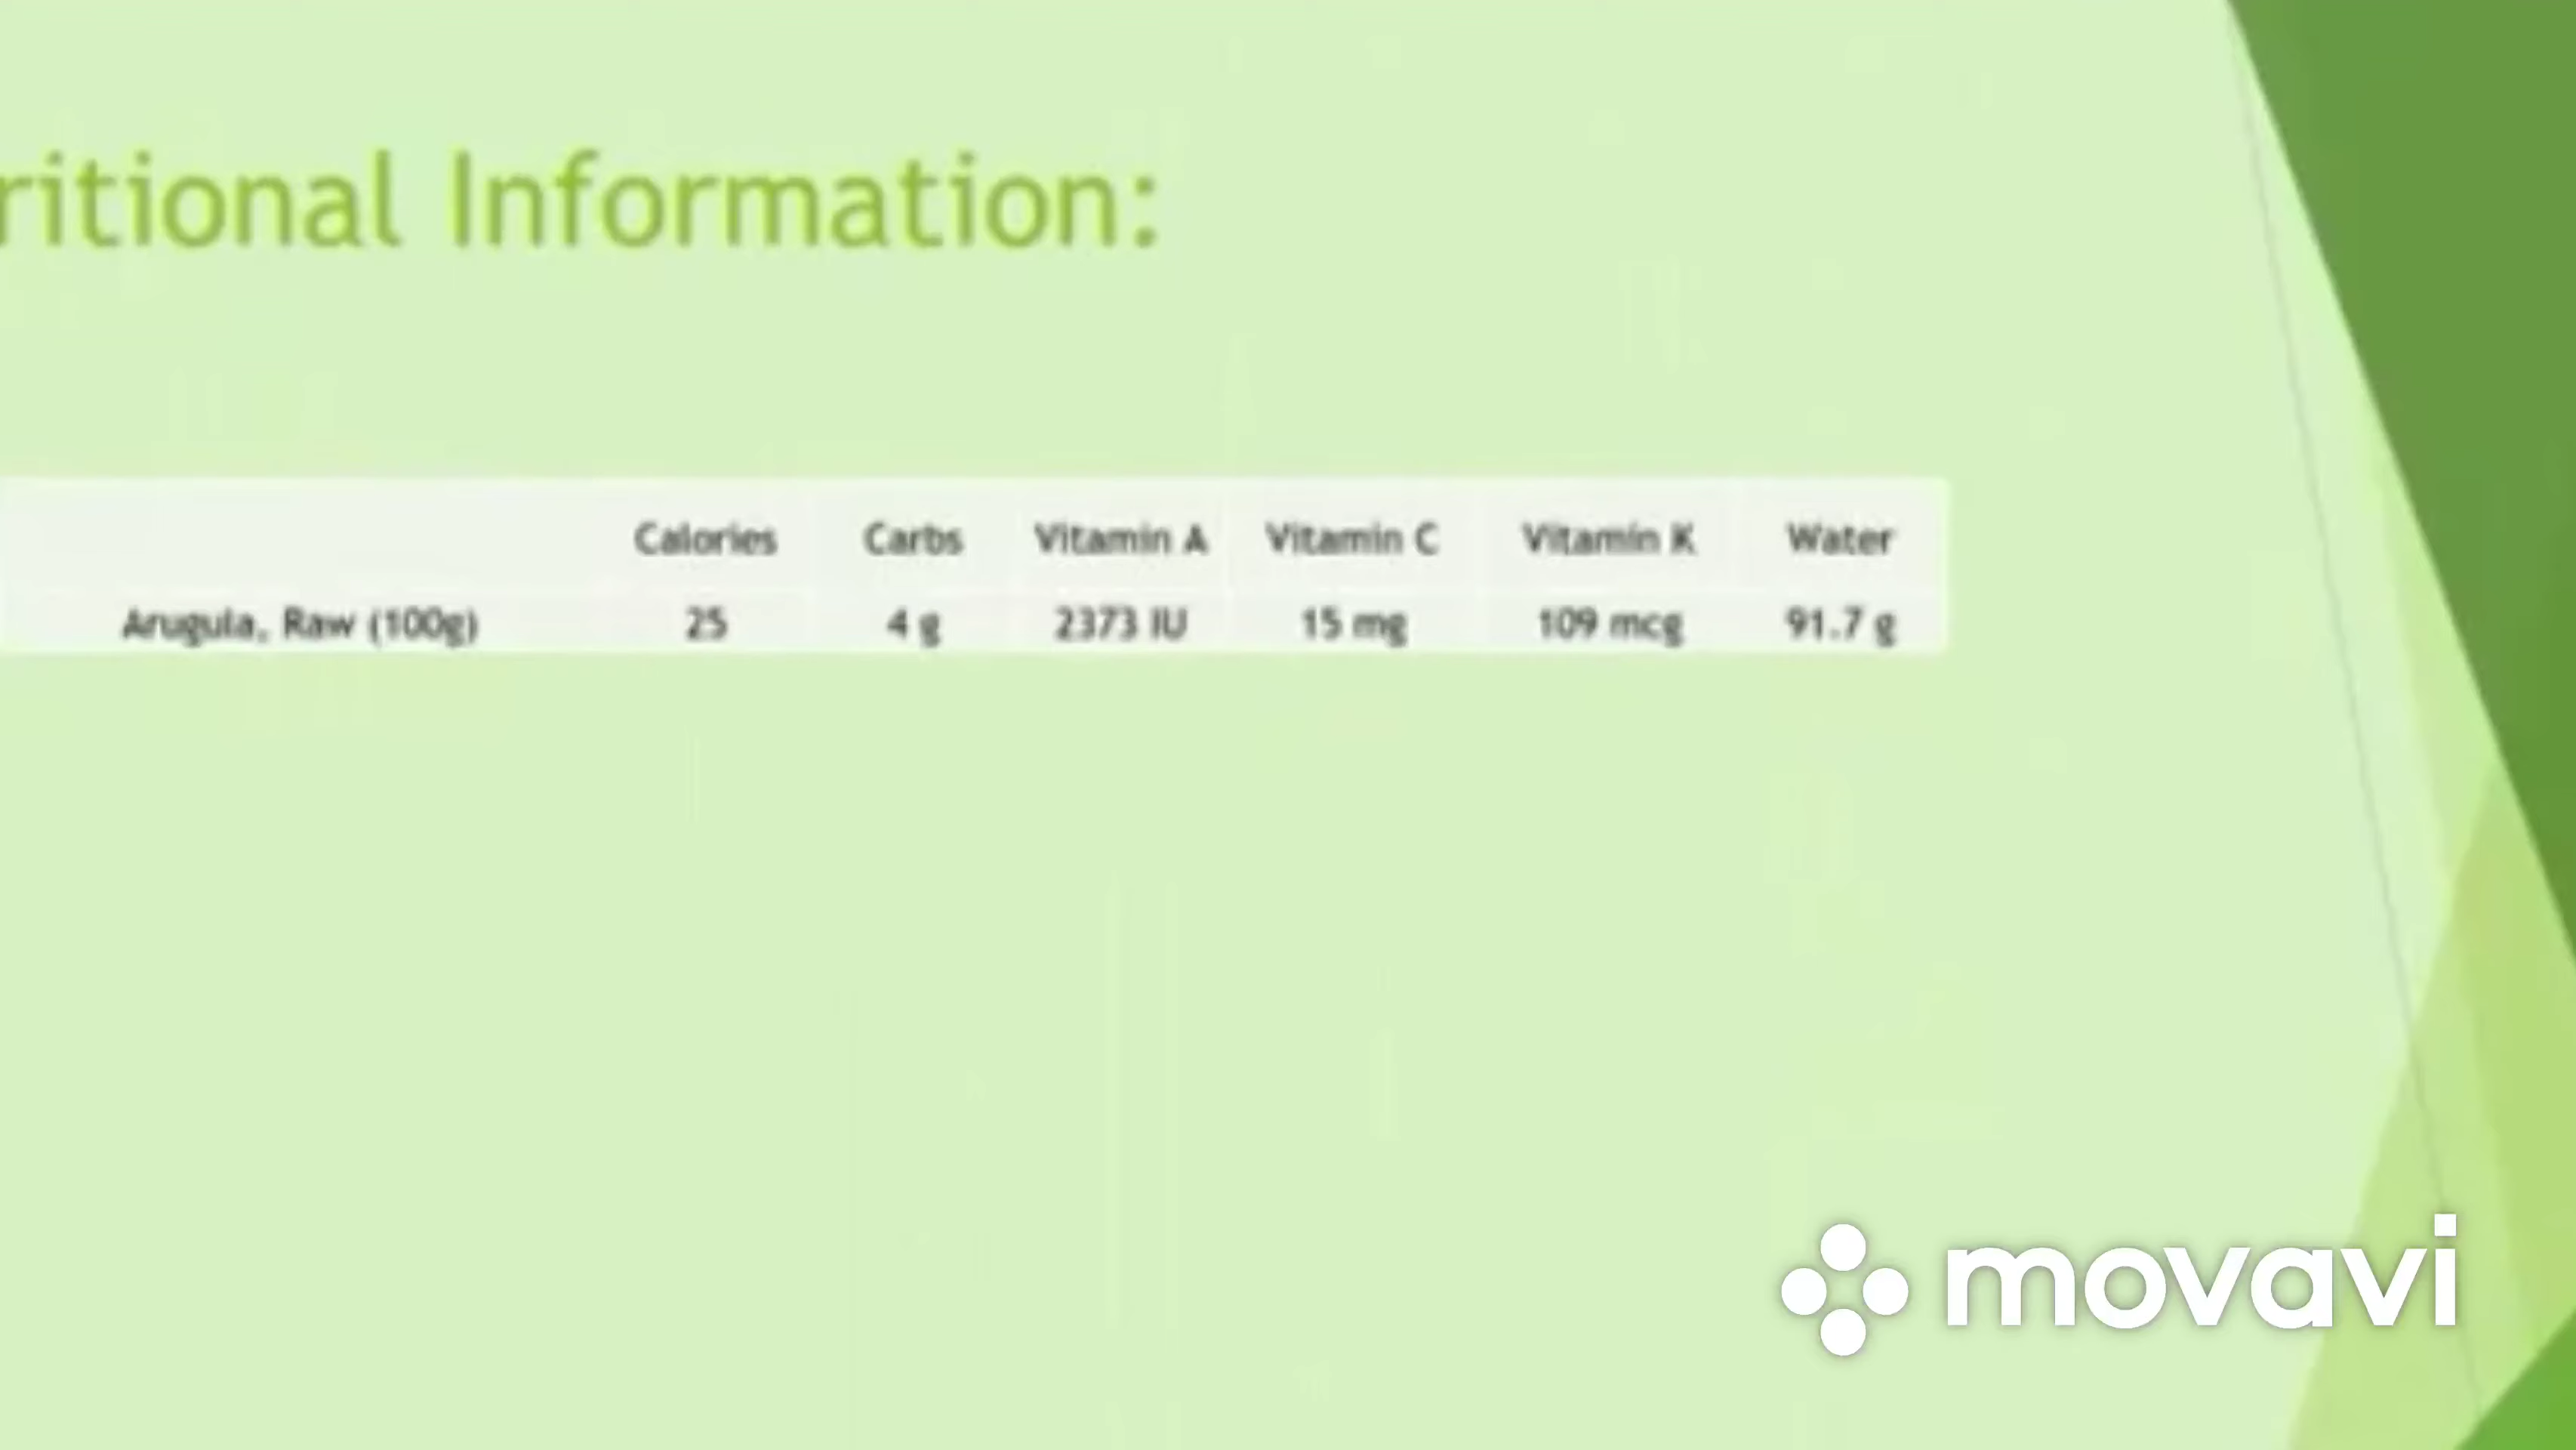 ritional Information:
Calories Carbs Vitamin A Vitamin C Vitamin K Water
Arugula, Raw (100g) 25 4 g 2373 IU 15 mg 109 mcg 91.7 g
movavi